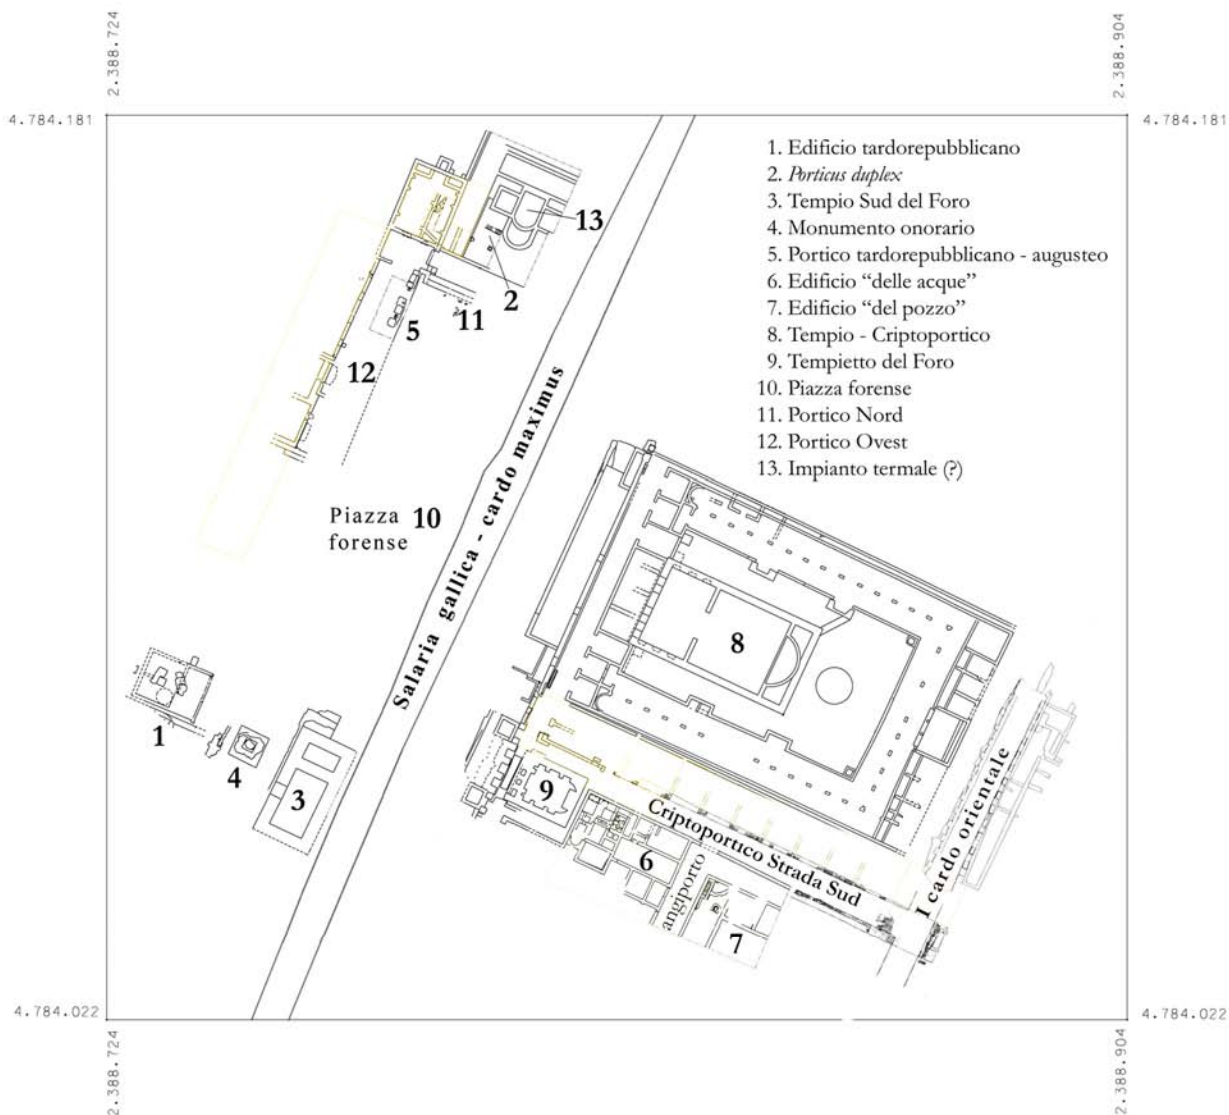 2.388.724
2.388.904
4.784.181
4.784.181
1. Edificio tardorepubblicano
2. Porticus duplex
3. Tempio Sud del Foro
4. Monumento onorario
5. Portico tardorepubblicano - augusteo
6. Edificio “delle acque”
7. Edificio “del pozzo”
8. Tempio - Criptoportico
9. Tempietto del Foro
10. Piazza forense
11. Portico Nord
12. Portico Ovest
13. Impianto termale (?)
13
2
11
5
12
Piazza 10
forense
Salaria gallica - cardo maximus
8
1
4
3
9
6
7
Criptoportico Strada Sud
angiporto
I cardo orientale
4.784.022
4.784.022
2.388.724
2.388.904